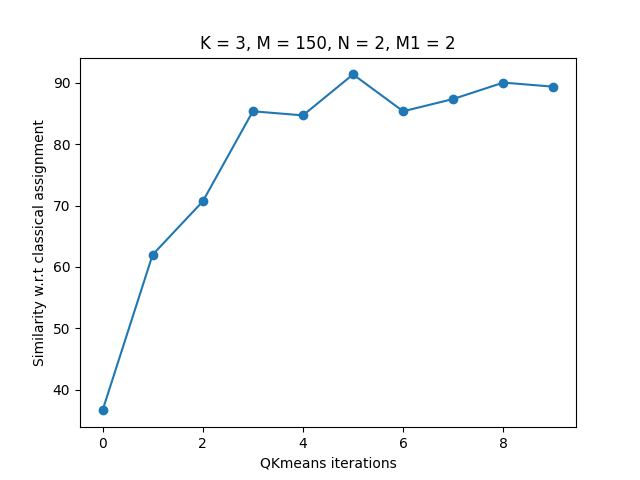 K = 3, M = 150, N = 2, M1 = 2
Similarity w.r.t classical assignment
90
80
70
60
50
40
0 2 4 6 8
QKmeans iterations